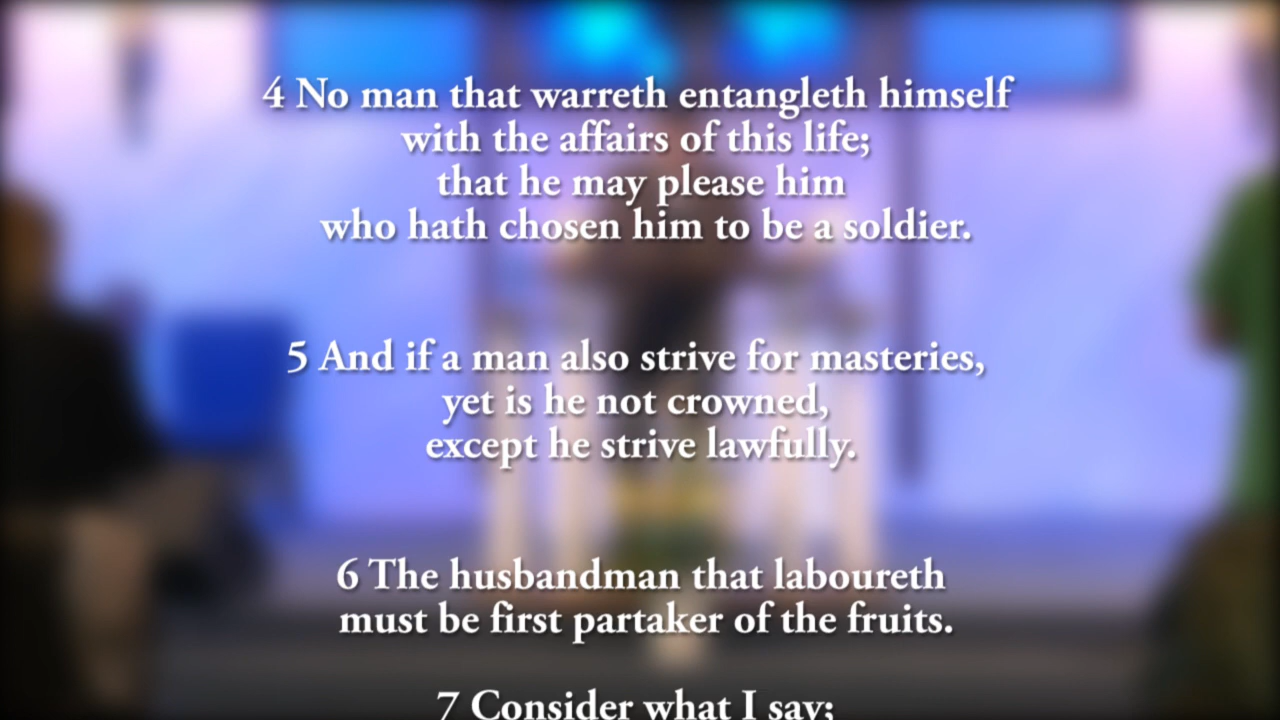 4 No man that warreth entangleth himself
with the affairs of this life;
that he may please him
who hath chosen him to be a soldier.
5 And if a man also strive for masteries,
yet is he not crowned,
except he strive lawfully.
6 The husbandman that laboureth
must be first partaker of the fruits.
7 Consider what I say;